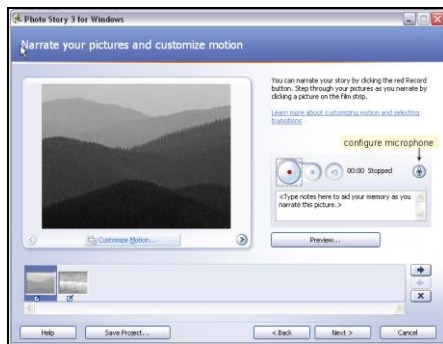 Photo Story 3 for Windows
Narrate your pictures and customize motion
You can narrate your story by clicking the red Record
button. Step through your pictures as you narrate by
clicking a picture on the film strip.
Learn more about customizing motion and selecting
transitions
configure microphone
00:00 Stopped
<Type notes here to aid your memory as you
narrate this picture.>
Customize Motion...
Preview...
Help
Save Project...
< Back
Next >
Cancel